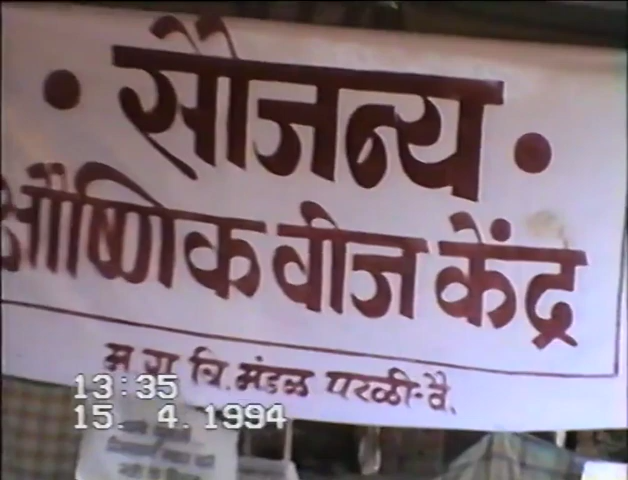 • सौजन्य •
औष्णिक वीज केंद्र
म रा वि. मंडळ परळी-वै.
13:35
15. 4. 1994